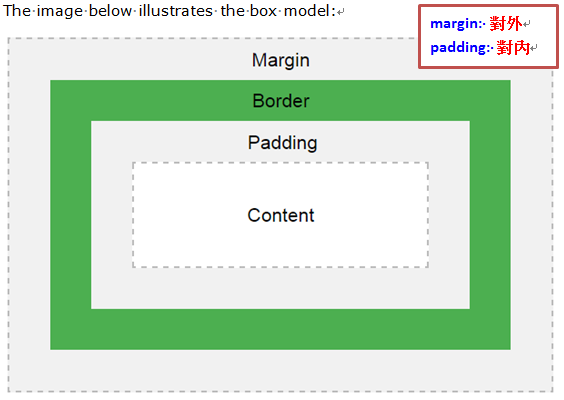 The image below illustrates the box model:
margin: 對外
padding: 對內
Margin
Border
Padding
Content